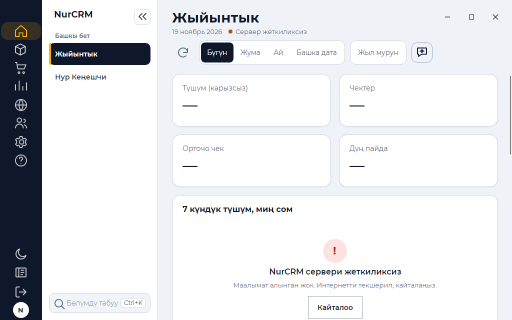 NurCRM
Башкы бет
Жыйынтык
Нур Кеңешчи
Бөлүмдү табуу
Ctrl+K
N
Жыйынтык
19 ноябрь 2026 Сервер жеткиликсиз
Бүгүн Жума Ай Башка дата Жыл мурун
Түшүм (карызсыз)
—
Чектер
—
Орточо чек
—
Дүң пайда
—
7 күндүк түшүм, миң сом
!
NurCRM сервери жеткиликсиз
Маалымат алынган жок. Интернетти текшерип, кайталаңыз.
Кайталоо